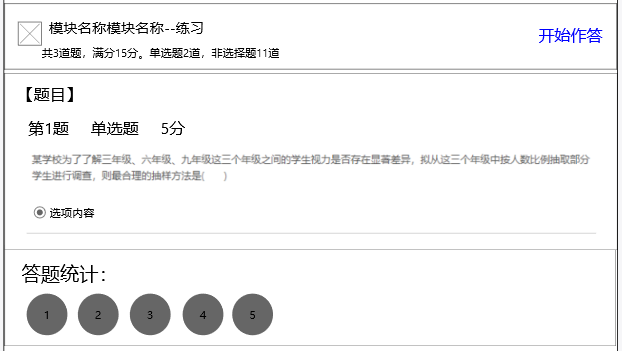 模块名称模块名称--练习
开始作答
共3道题，满分15分。单选题2道，非选择题11道
【题目】
第1题 单选题 5分
某学校为了了解三年级、六年级、九年级这三个年级之间的学生视力是否存在显著差异，拟从这三个年级中按人数比例抽取部分
学生进行调查，则最合理的抽样方法是( )
选项内容
答题统计：
1 2 3 4 5